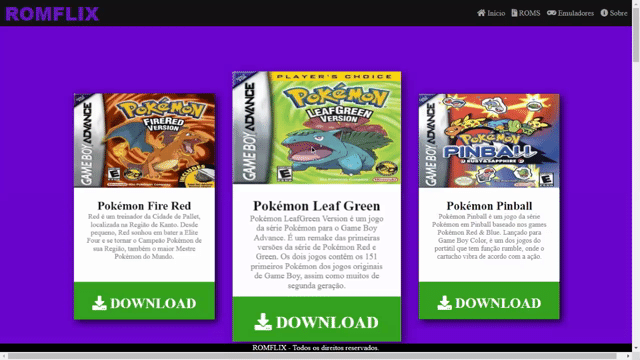 ROMFLIX
Início ROMS Emuladores Sobre
GAME BOY ADVANCE
POKéMON
FIRERED
VERSION
PLAYER'S CHOICE
GAME BOY ADVANCE
POKéMON
LEAFGREEN
VERSION
GAME BOY ADVANCE
POKéMON
PINBALL
RUBY & SAPPHIRE
Pokémon Fire Red
Red é um treinador da Cidade de Pallet,
localizada na Região de Kanto. Desde
pequeno, Red sonhou em bater a Elite
Four e se tornar o Campeão Pokémon de
sua Região, também o maior Mestre
Pokémon do Mundo.
DOWNLOAD
Pokémon Leaf Green
Pokémon LeafGreen Version é um jogo
da série Pokémon para o Game Boy
Advance. É um remake das primeiras
versões da série de Pokémon Red e
Green. Os dois jogos contêm os 151
primeiros Pokémon dos jogos originais
de Game Boy, assim como muitos de
segunda geração.
DOWNLOAD
Pokémon Pinball
Pokémon Pinball é um jogo da série
Pokémon em Pinball baseado nos games
Pokémon Red & Blue. Lançado para
Game Boy Color, é um dos jogos do
portátil que tem função rumble, onde
o cartucho vibra de acordo com a ação.
DOWNLOAD
ROMFLIX - Todos os direitos reservados.